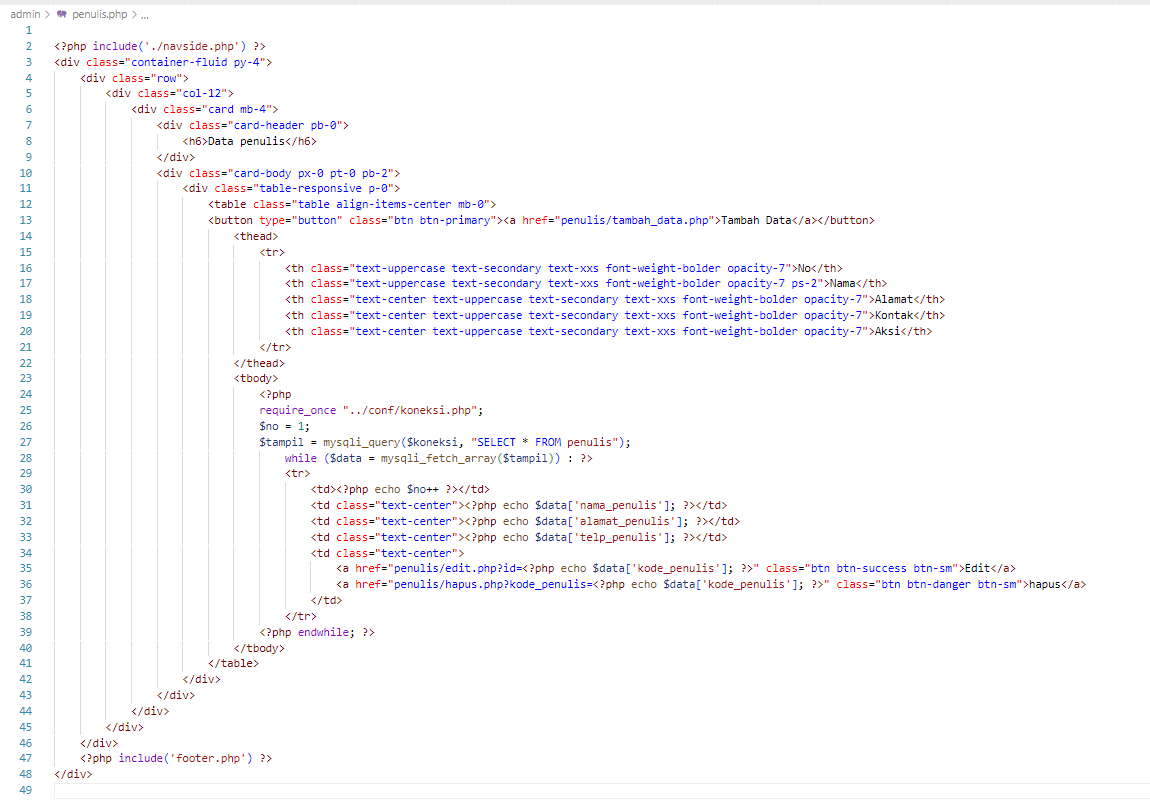 admin > penulis.php > ...
1
2 <?php include('./navside.php') ?>
3 <div class="container-fluid py-4">
4 <div class="row">
5 <div class="col-12">
6 <div class="card mb-4">
7 <div class="card-header pb-0">
8 <h6>Data penulis</h6>
9 </div>
10 <div class="card-body px-0 pt-0 pb-2">
11 <div class="table-responsive p-0">
12 <table class="table align-items-center mb-0">
13 <button type="button" class="btn btn-primary"><a href="penulis/tambah_data.php">Tambah Data</a></button>
14 <thead>
15 <tr>
16 <th class="text-uppercase text-secondary text-xxs font-weight-bolder opacity-7">No</th>
17 <th class="text-uppercase text-secondary text-xxs font-weight-bolder opacity-7 ps-2">Nama</th>
18 <th class="text-center text-uppercase text-secondary text-xxs font-weight-bolder opacity-7">Alamat</th>
19 <th class="text-center text-uppercase text-secondary text-xxs font-weight-bolder opacity-7">Kontak</th>
20 <th class="text-center text-uppercase text-secondary text-xxs font-weight-bolder opacity-7">Aksi</th>
21 </tr>
22 </thead>
23 <tbody>
24 <?php
25 require_once "../conf/koneksi.php";
26 $no = 1;
27 $tampil = mysqli_query($koneksi, "SELECT * FROM penulis");
28 while ($data = mysqli_fetch_array($tampil)) : ?>
29 <tr>
30 <td><?php echo $no++ ?></td>
31 <td class="text-center"><?php echo $data['nama_penulis']; ?></td>
32 <td class="text-center"><?php echo $data['alamat_penulis']; ?></td>
33 <td class="text-center"><?php echo $data['telp_penulis']; ?></td>
34 <td class="text-center">
35 <a href="penulis/edit.php?id=<?php echo $data['kode_penulis']; ?>" class="btn btn-success btn-sm">Edit</a>
36 <a href="penulis/hapus.php?kode_penulis=<?php echo $data['kode_penulis']; ?>" class="btn btn-danger btn-sm">hapus</a>
37 </td>
38 </tr>
39 <?php endwhile; ?>
40 </tbody>
41 </table>
42 </div>
43 </div>
44 </div>
45 </div>
46 </div>
47 <?php include('footer.php') ?>
48 </div>
49